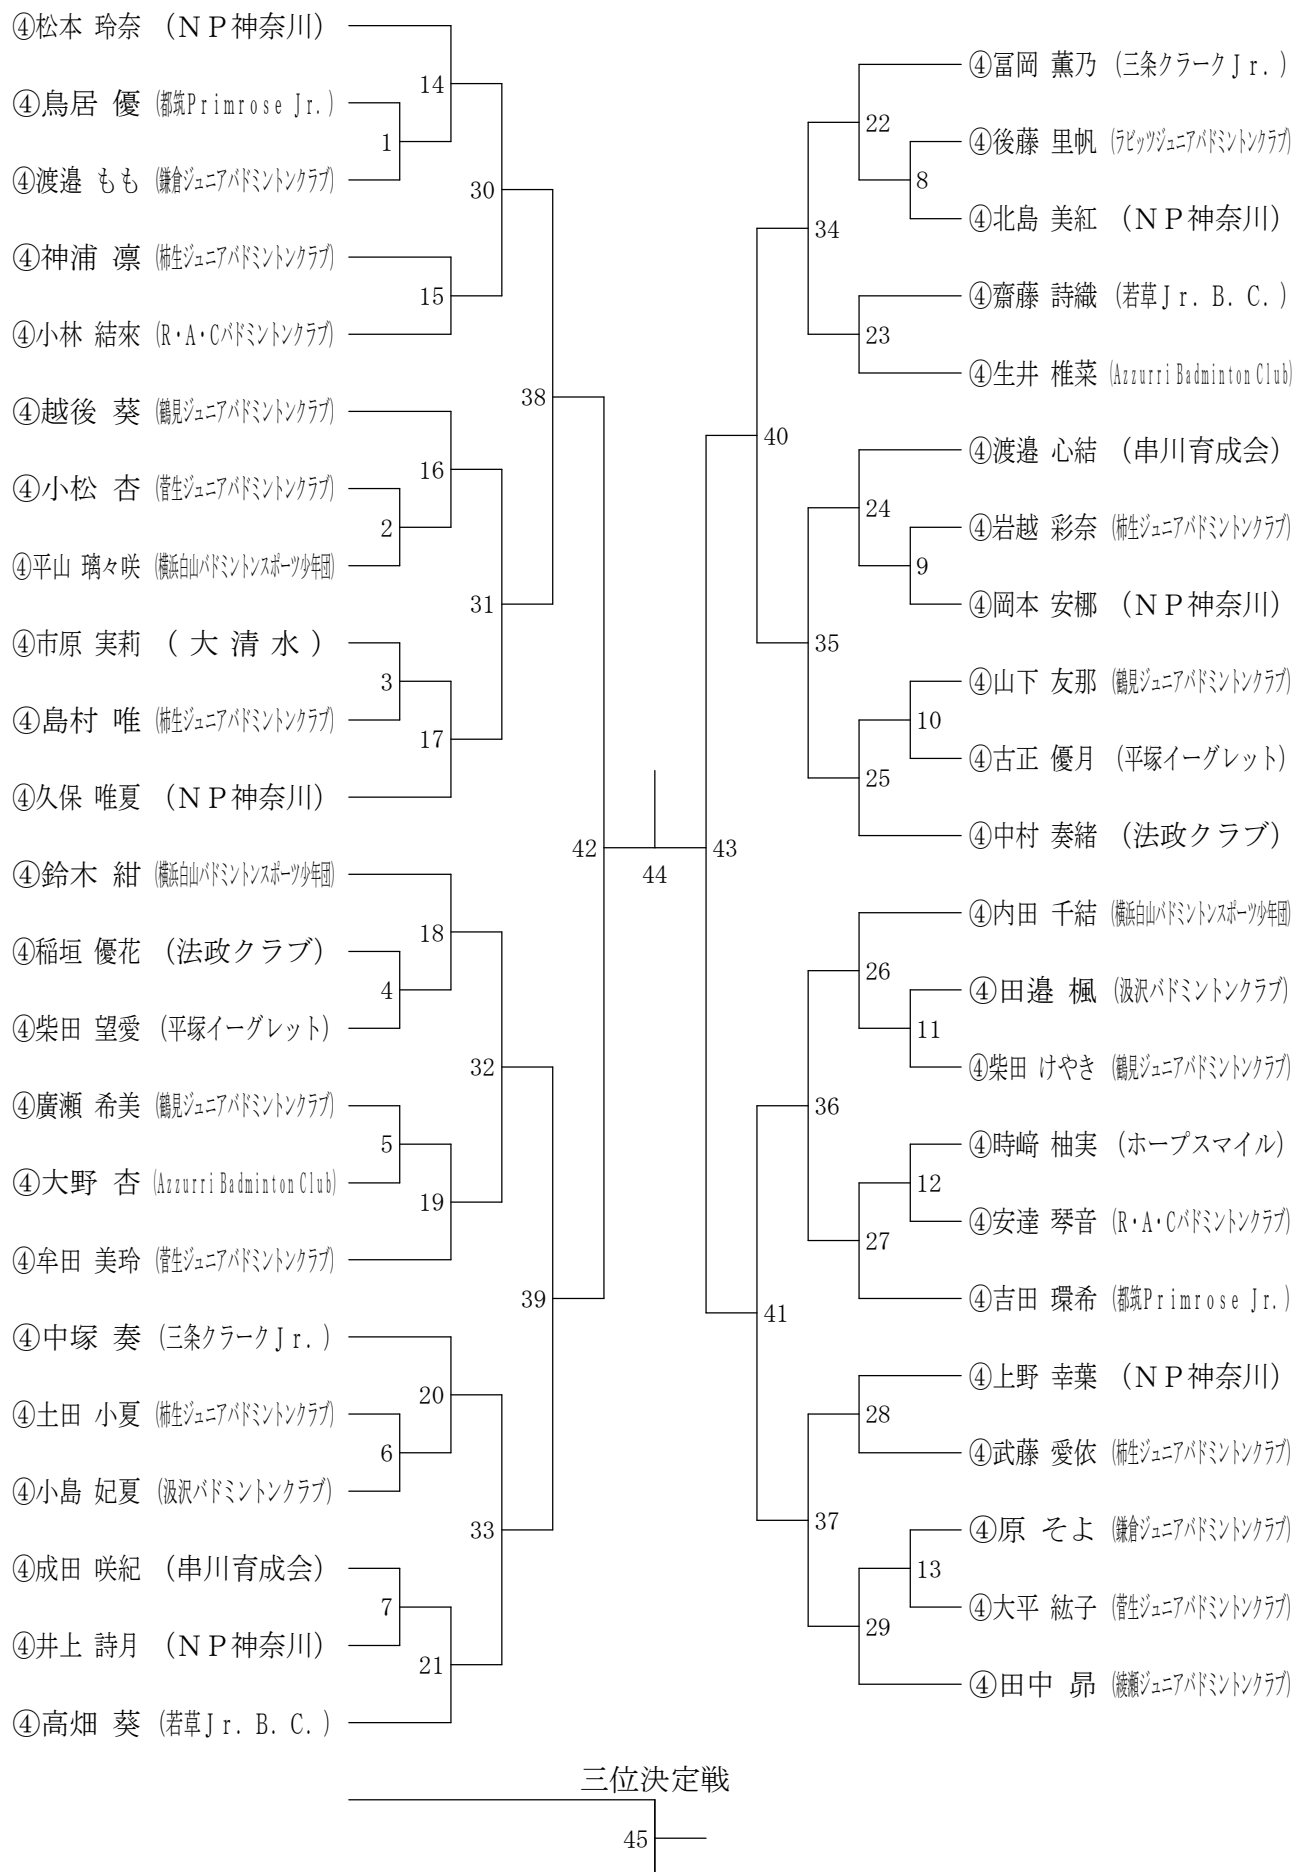 ④松本 玲奈 (ＮＰ神奈川)
④鳥居 優 (都筑Primrose Jr.)
④渡邉 もも (鎌倉ジュニアバドミントンクラブ)
④神浦 凛 (柿生ジュニアバドミントンクラブ)
④小林 結來 (R・A・Cバドミントンクラブ)
④越後 葵 (鶴見ジュニアバドミントンクラブ)
④小松 杏 (菅生ジュニアバドミントンクラブ)
④平山 璃々咲 (横浜白山バドミントンスポーツ少年団)
④市原 実莉 (大清水)
④島村 唯 (柿生ジュニアバドミントンクラブ)
④久保 唯夏 (ＮＰ神奈川)
④鈴木 紺 (横浜白山バドミントンスポーツ少年団)
④稲垣 優花 (法政クラブ)
④柴田 望愛 (平塚イーグレット)
④廣瀬 希美 (鶴見ジュニアバドミントンクラブ)
④大野 杏 (Azzurri Badminton Club)
④牟田 美玲 (菅生ジュニアバドミントンクラブ)
④中塚 奏 (三条クラークJr.)
④土田 小夏 (柿生ジュニアバドミントンクラブ)
④小島 妃夏 (汲沢バドミントンクラブ)
④成田 咲紀 (串川育成会)
④井上 詩月 (ＮＰ神奈川)
④高畑 葵 (若草Jr. B. C.)
1
2
3
4
5
6
7
14
15
16
17
18
19
20
21
30
31
32
33
38
39
42
44
43
40
41
34
35
36
37
22
23
24
25
26
27
28
29
8
9
10
11
12
13
④冨岡 薫乃 (三条クラークJr.)
④後藤 里帆 (ラビッツジュニアバドミントンクラブ)
④北島 美紅 (ＮＰ神奈川)
④齋藤 詩織 (若草Jr. B. C.)
④生井 椎菜 (Azzurri Badminton Club)
④渡邉 心結 (串川育成会)
④岩越 彩奈 (柿生ジュニアバドミントンクラブ)
④岡本 安梛 (ＮＰ神奈川)
④山下 友那 (鶴見ジュニアバドミントンクラブ)
④古正 優月 (平塚イーグレット)
④中村 奏緒 (法政クラブ)
④内田 千結 (横浜白山バドミントンスポーツ少年団)
④田邉 楓 (汲沢バドミントンクラブ)
④柴田 けやき (鶴見ジュニアバドミントンクラブ)
④時﨑 柚実 (ホープスマイル)
④安達 琴音 (R・A・Cバドミントンクラブ)
④吉田 環希 (都筑Primrose Jr.)
④上野 幸葉 (ＮＰ神奈川)
④武藤 愛依 (柿生ジュニアバドミントンクラブ)
④原 そよ (鎌倉ジュニアバドミントンクラブ)
④大平 紘子 (菅生ジュニアバドミントンクラブ)
④田中 昴 (綾瀬ジュニアバドミントンクラブ)
三位決定戦
45